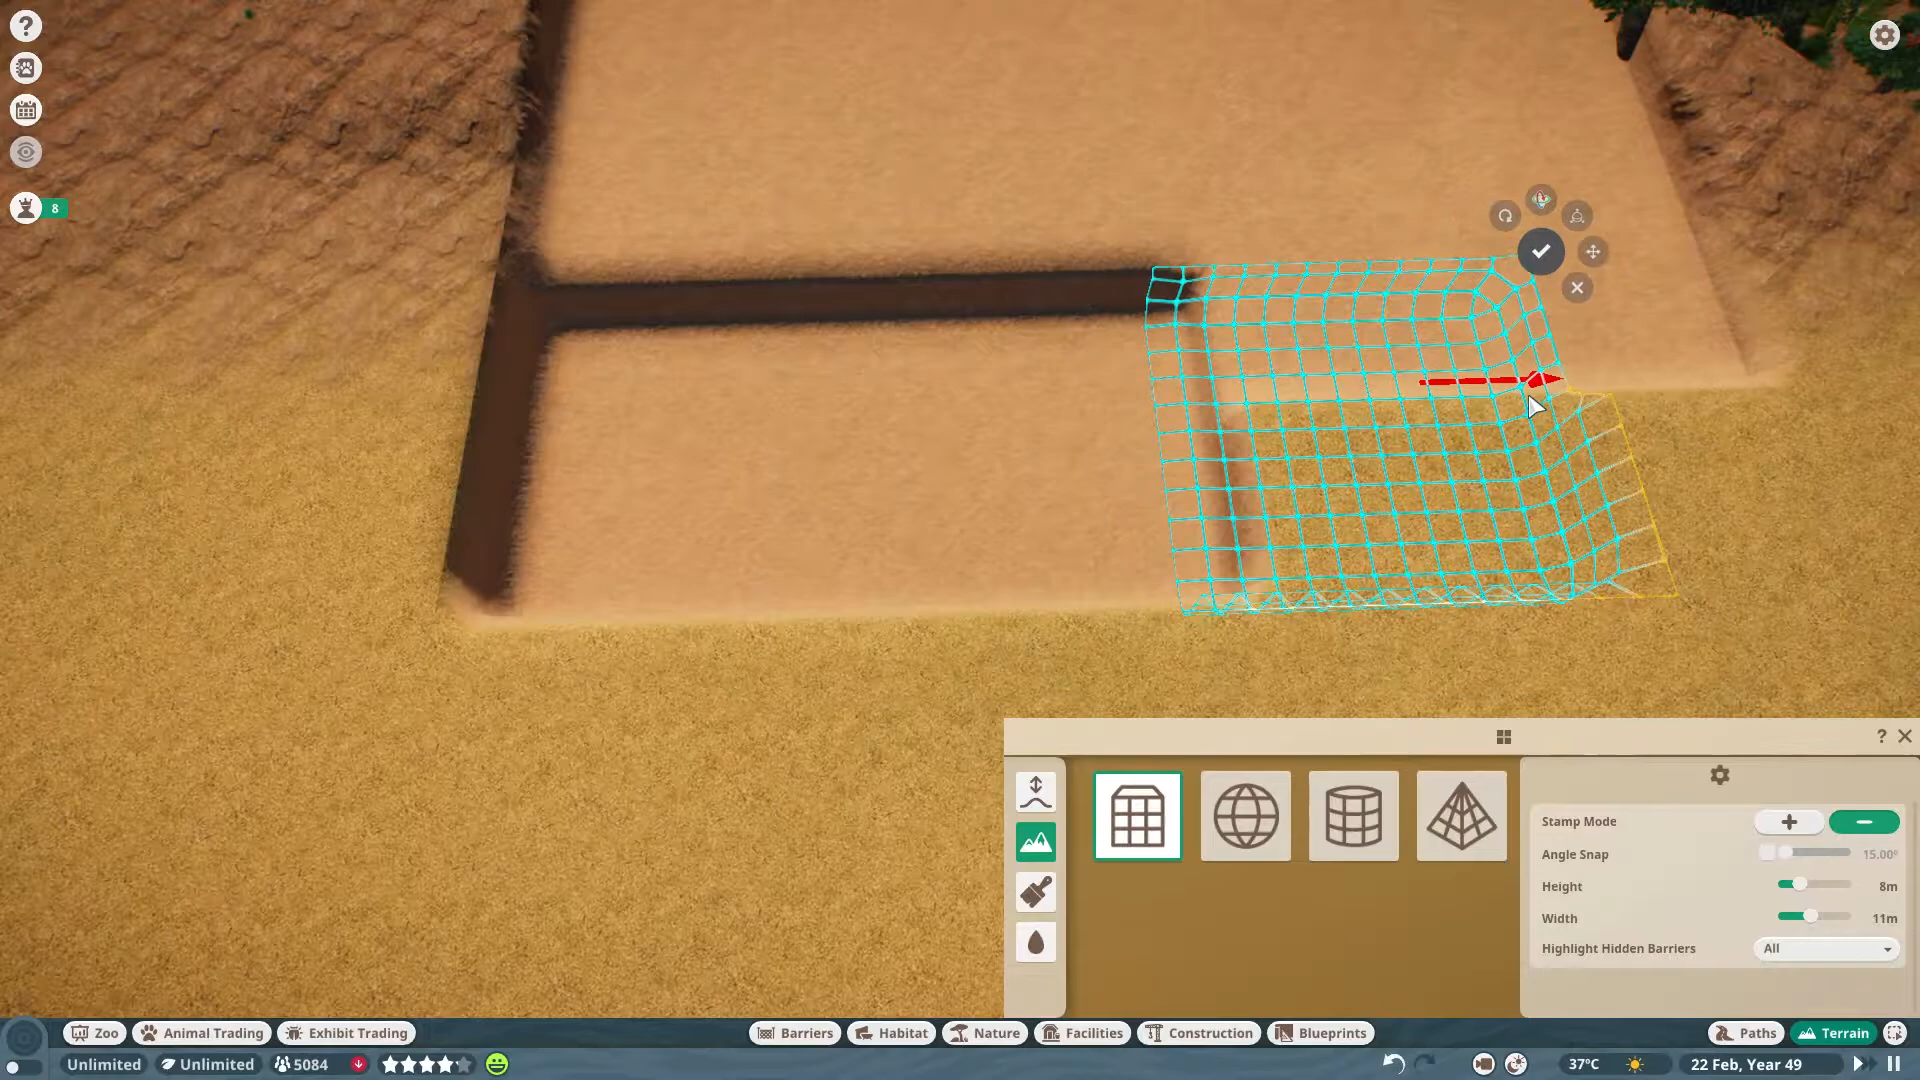 ?
8
?
Stamp Mode
Angle Snap 15.00°
Height 8m
Width 11m
Highlight Hidden Barriers All
Zoo Animal Trading Exhibit Trading Barriers Habitat Nature Facilities Construction Blueprints Paths Terrain
Unlimited Unlimited 5084 37°C 22 Feb, Year 49